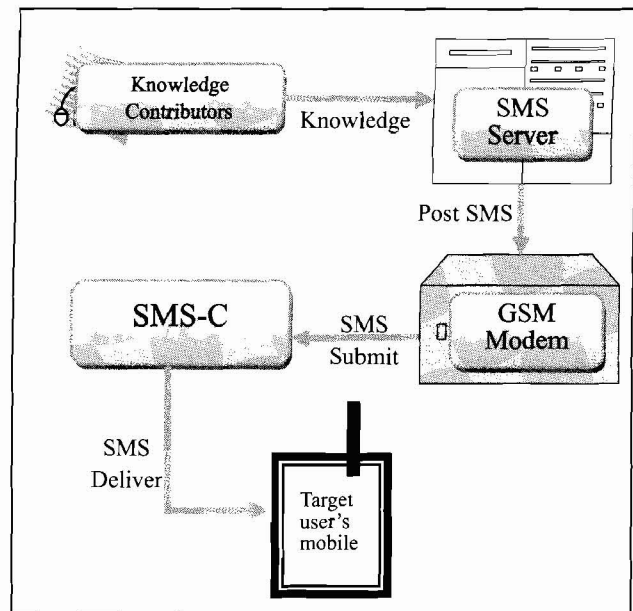 Knowledge
Contributors
Knowledge
SMS
Server
Post SMS
GSM
Modem
SMS
Submit
SMS-C
SMS
Deliver
Target
user's
mobile